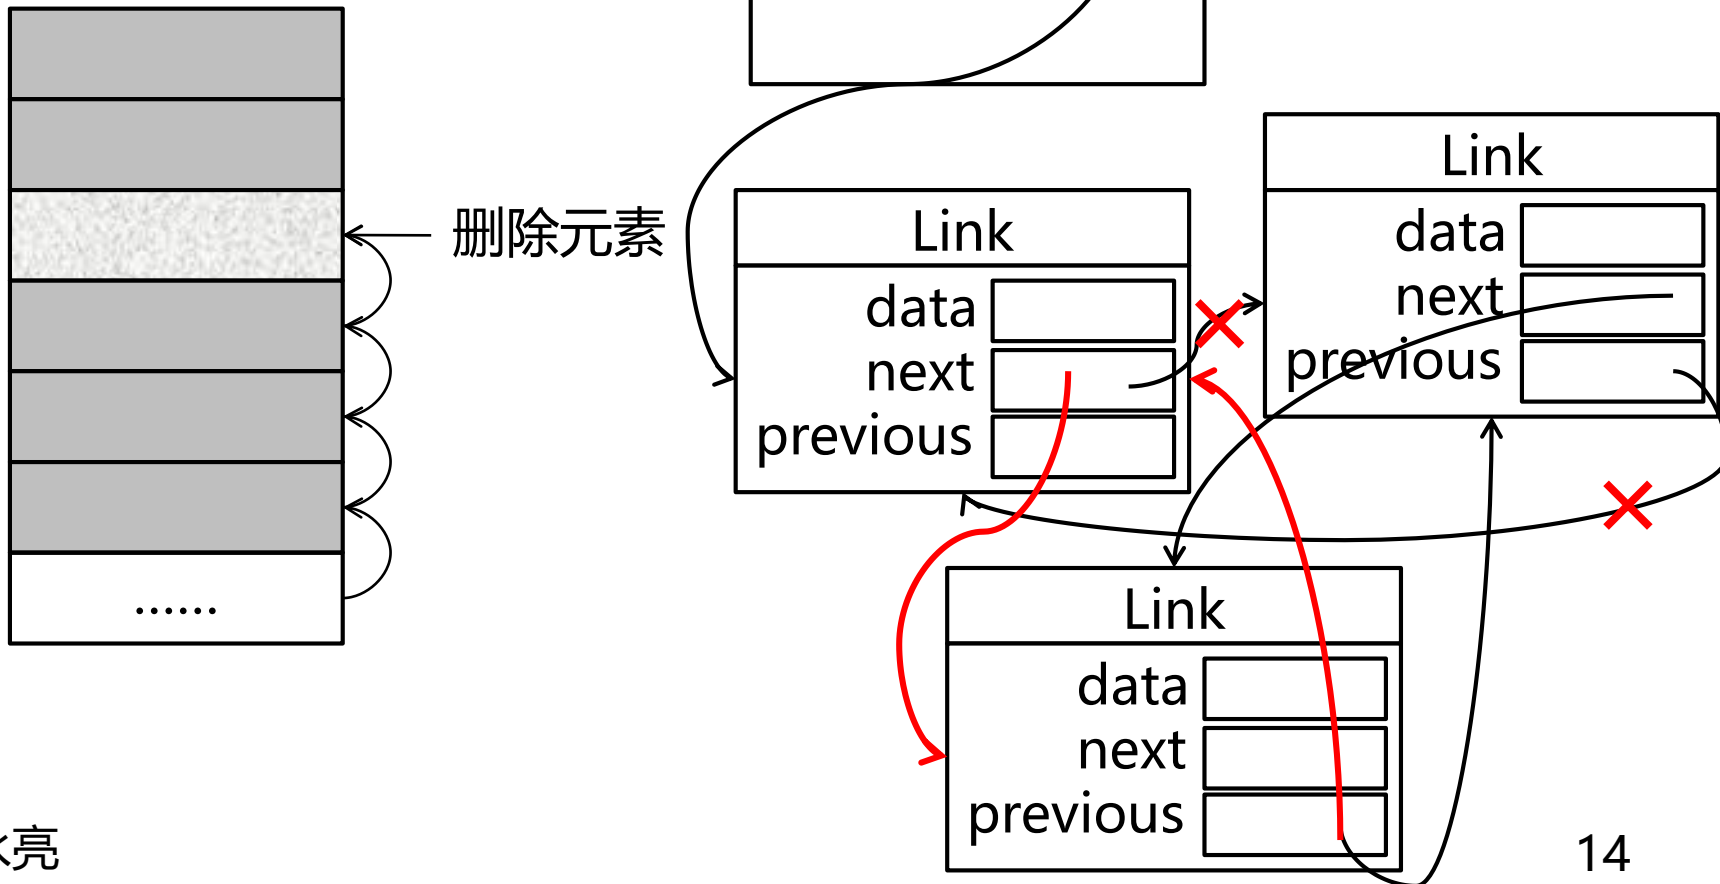 删除元素
......
Link
data
next
previous
Link
data
next
previous
Link
data
next
previous
亮
14